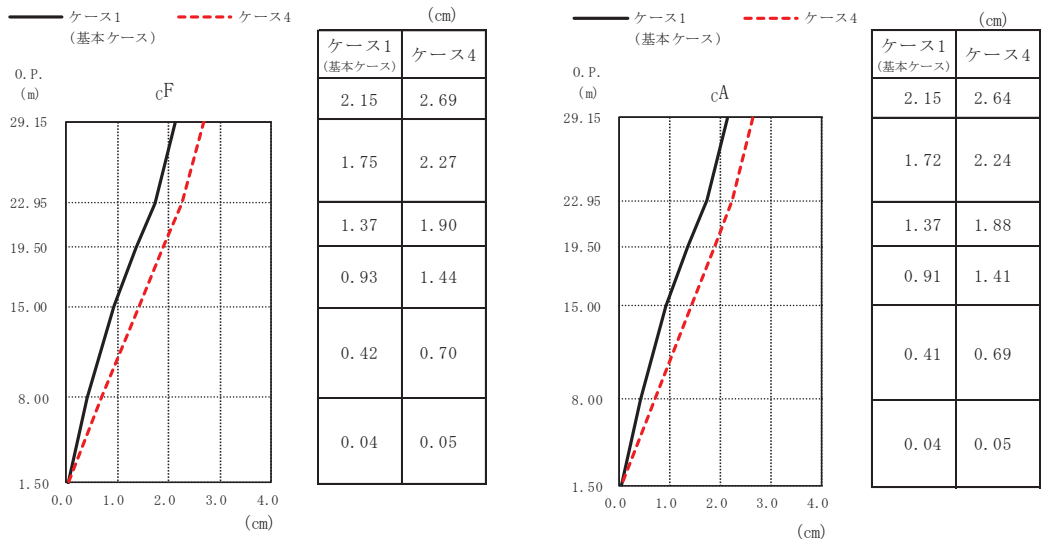 ケース1 ケース4
(基本ケース)
(cm)
ケース1 ケース4
(基本ケース)
2.15 2.69
1.75 2.27
1.37 1.90
0.93 1.44
0.42 0.70
0.04 0.05
O.P.
(m)
cF
29.15
22.95
19.50
15.00
8.00
1.50
0.0 1.0 2.0 3.0 4.0
(cm)
ケース1 ケース4
(基本ケース)
(cm)
ケース1 ケース4
(基本ケース)
2.15 2.64
1.72 2.24
1.37 1.88
0.91 1.41
0.41 0.69
0.04 0.05
O.P.
(m)
cA
29.15
22.95
19.50
15.00
8.00
1.50
0.0 1.0 2.0 3.0 4.0
(cm)